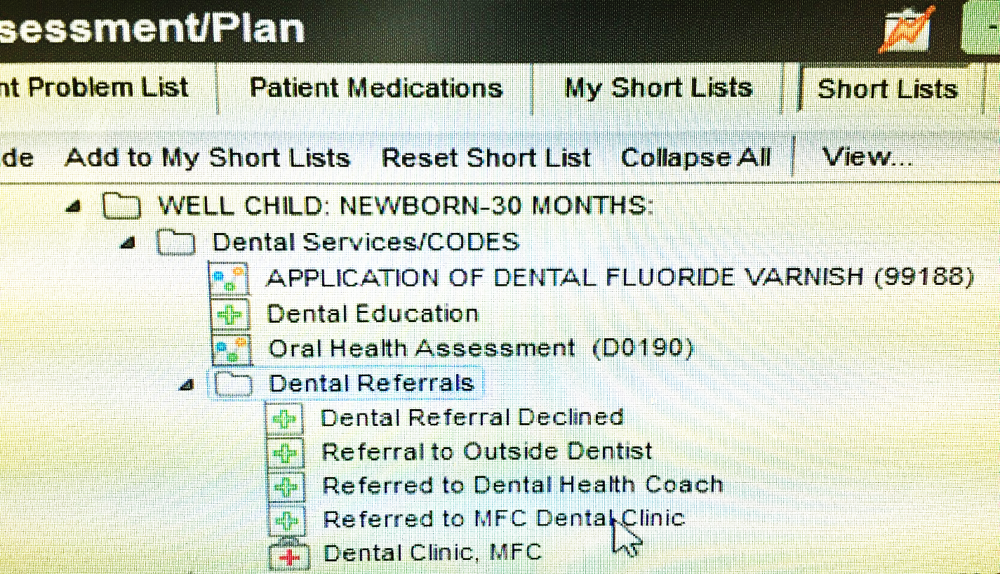 sessment/Plan
nt Problem List Patient Medications My Short Lists Short Lists
de Add to My Short Lists Reset Short List Collapse All View...
WELL CHILD: NEWBORN-30 MONTHS:
Dental Services/CODES
APPLICATION OF DENTAL FLUORIDE VARNISH (99188)
Dental Education
Oral Health Assessment (D0190)
Dental Referrals
Dental Referral Declined
Referral to Outside Dentist
Referred to Dental Health Coach
Referred to MFC Dental Clinic
Dental Clinic, MFC